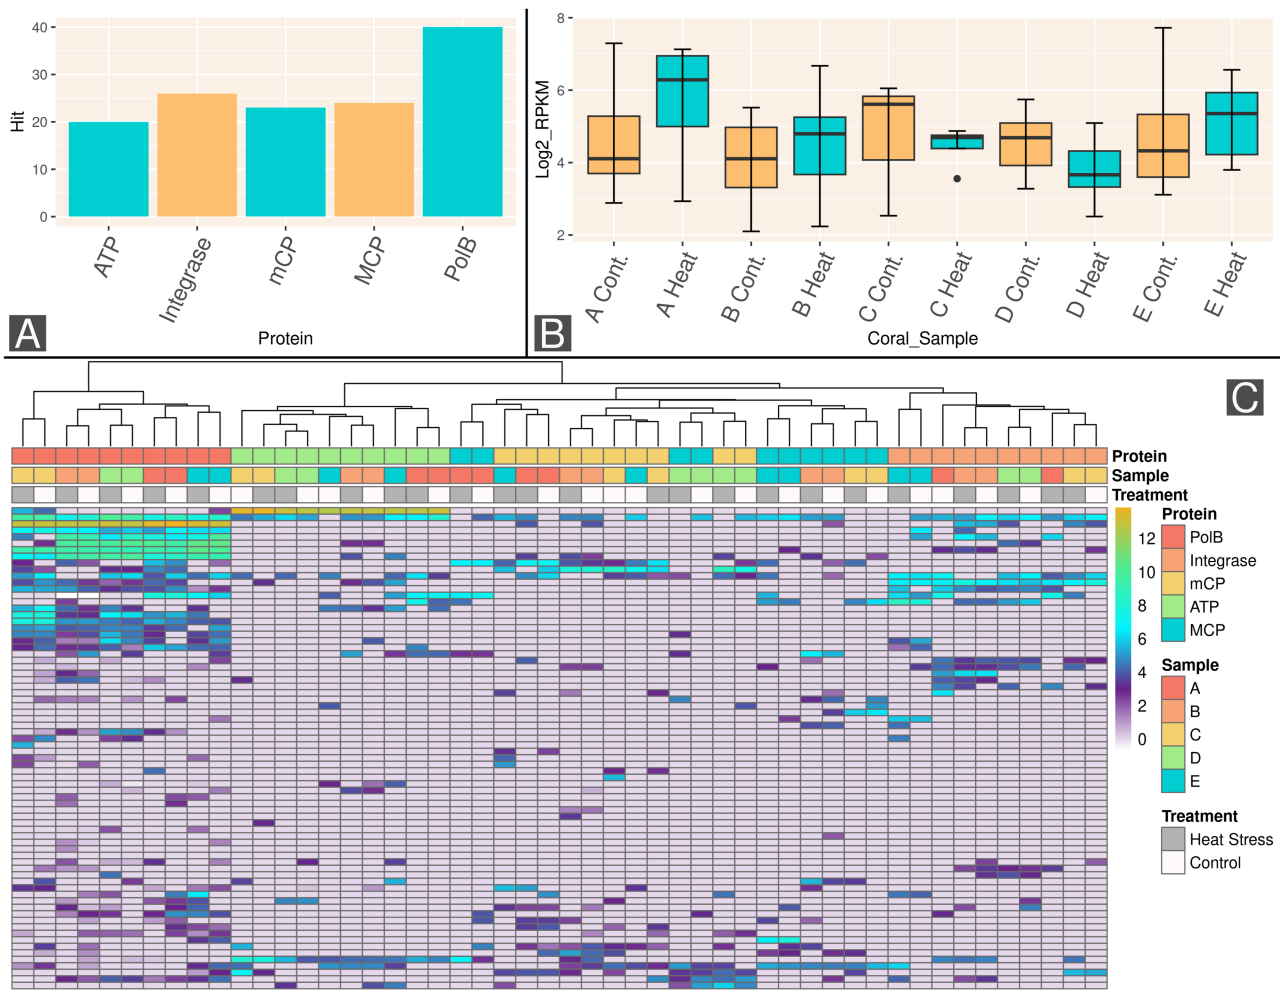 40
30
20
10
0
Hit
ATP
Integrase
mCP
MCP
PolB
Protein
A
8
6
4
2
Log2_RPKM
A Cont.
A Heat
B Cont.
B Heat
C Cont.
C Heat
D Cont.
D Heat
E Cont.
E Heat
Coral_Sample
B
C
Protein
Sample
Treatment
12
10
8
6
4
2
0
Protein
PolB
Integrase
mCP
ATP
MCP
Sample
A
B
C
D
E
Treatment
Heat Stress
Control